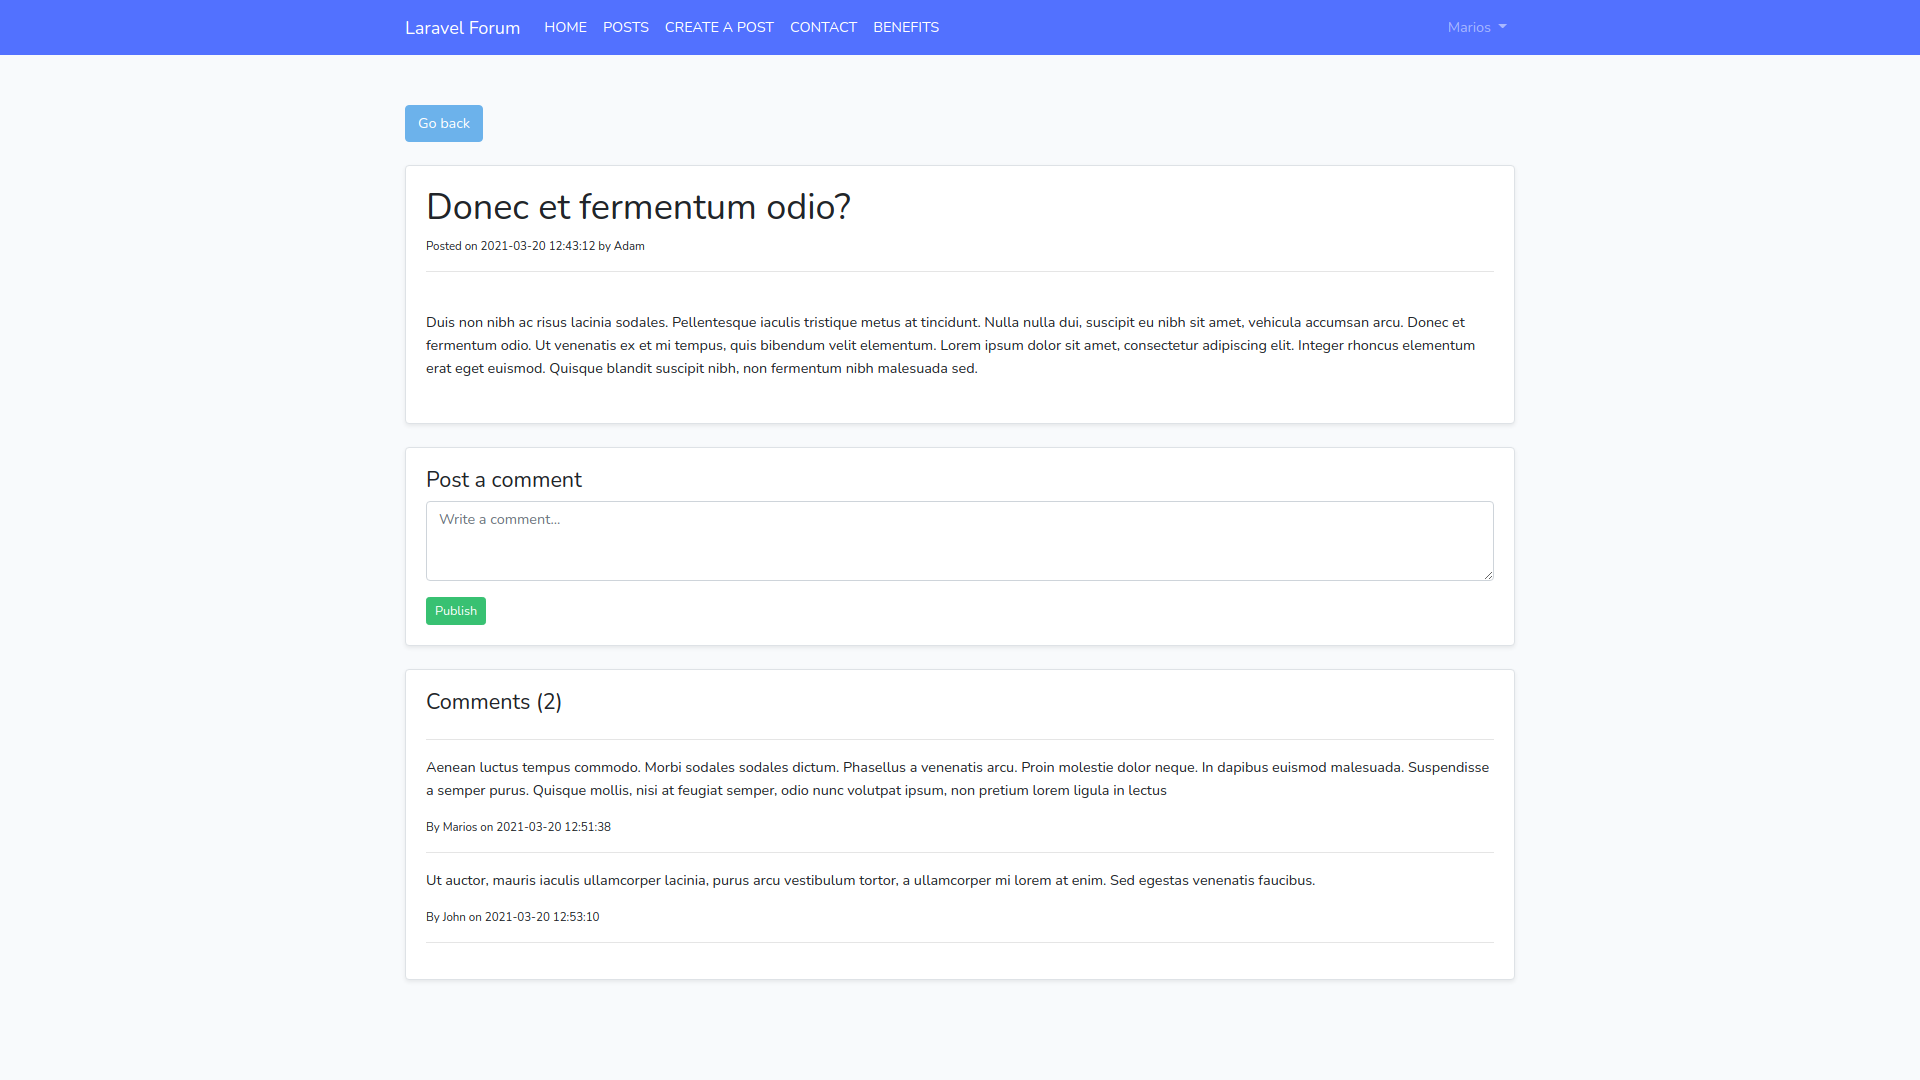 Laravel Forum HOME POSTS CREATE A POST CONTACT BENEFITS Marios
Go back
Donec et fermentum odio?
Posted on 2021-03-20 12:43:12 by Adam
Duis non nibh ac risus lacinia sodales. Pellentesque iaculis tristique metus at tincidunt. Nulla nulla dui, suscipit eu nibh sit amet, vehicula accumsan arcu. Donec et
fermentum odio. Ut venenatis ex et mi tempus, quis bibendum velit elementum. Lorem ipsum dolor sit amet, consectetur adipiscing elit. Integer rhoncus elementum
erat eget euismod. Quisque blandit suscipit nibh, non fermentum nibh malesuada sed.
Post a comment
Write a comment...
Publish
Comments (2)
Aenean luctus tempus commodo. Morbi sodales sodales dictum. Phasellus a venenatis arcu. Proin molestie dolor neque. In dapibus euismod malesuada. Suspendisse
a semper purus. Quisque mollis, nisi at feugiat semper, odio nunc volutpat ipsum, non pretium lorem ligula in lectus
By Marios on 2021-03-20 12:51:38
Ut auctor, mauris iaculis ullamcorper lacinia, purus arcu vestibulum tortor, a ullamcorper mi lorem at enim. Sed egestas venenatis faucibus.
By John on 2021-03-20 12:53:10